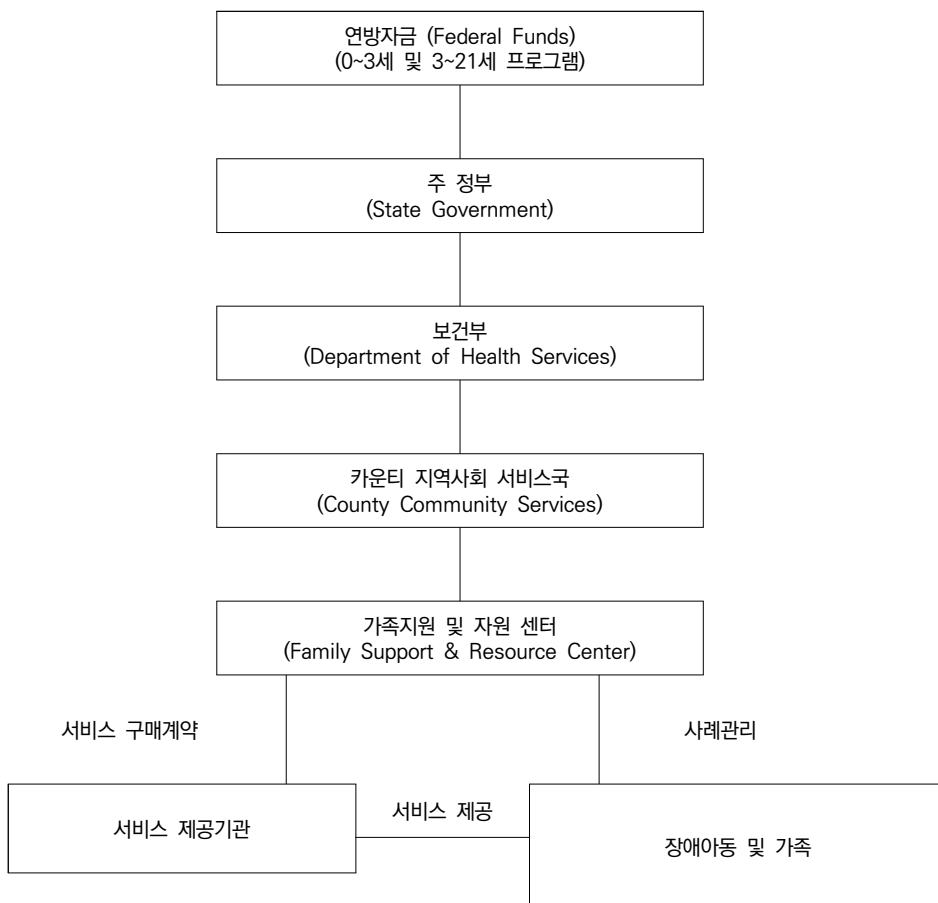 연방자금 (Federal Funds)
(0~3세 및 3~21세 프로그램)
주 정부
(State Government)
보건부
(Department of Health Services)
카운티 지역사회 서비스국
(County Community Services)
가족지원 및 자원 센터
(Family Support & Resource Center)
서비스 구매계약
사례관리
서비스 제공기관
서비스 제공
장애아동 및 가족